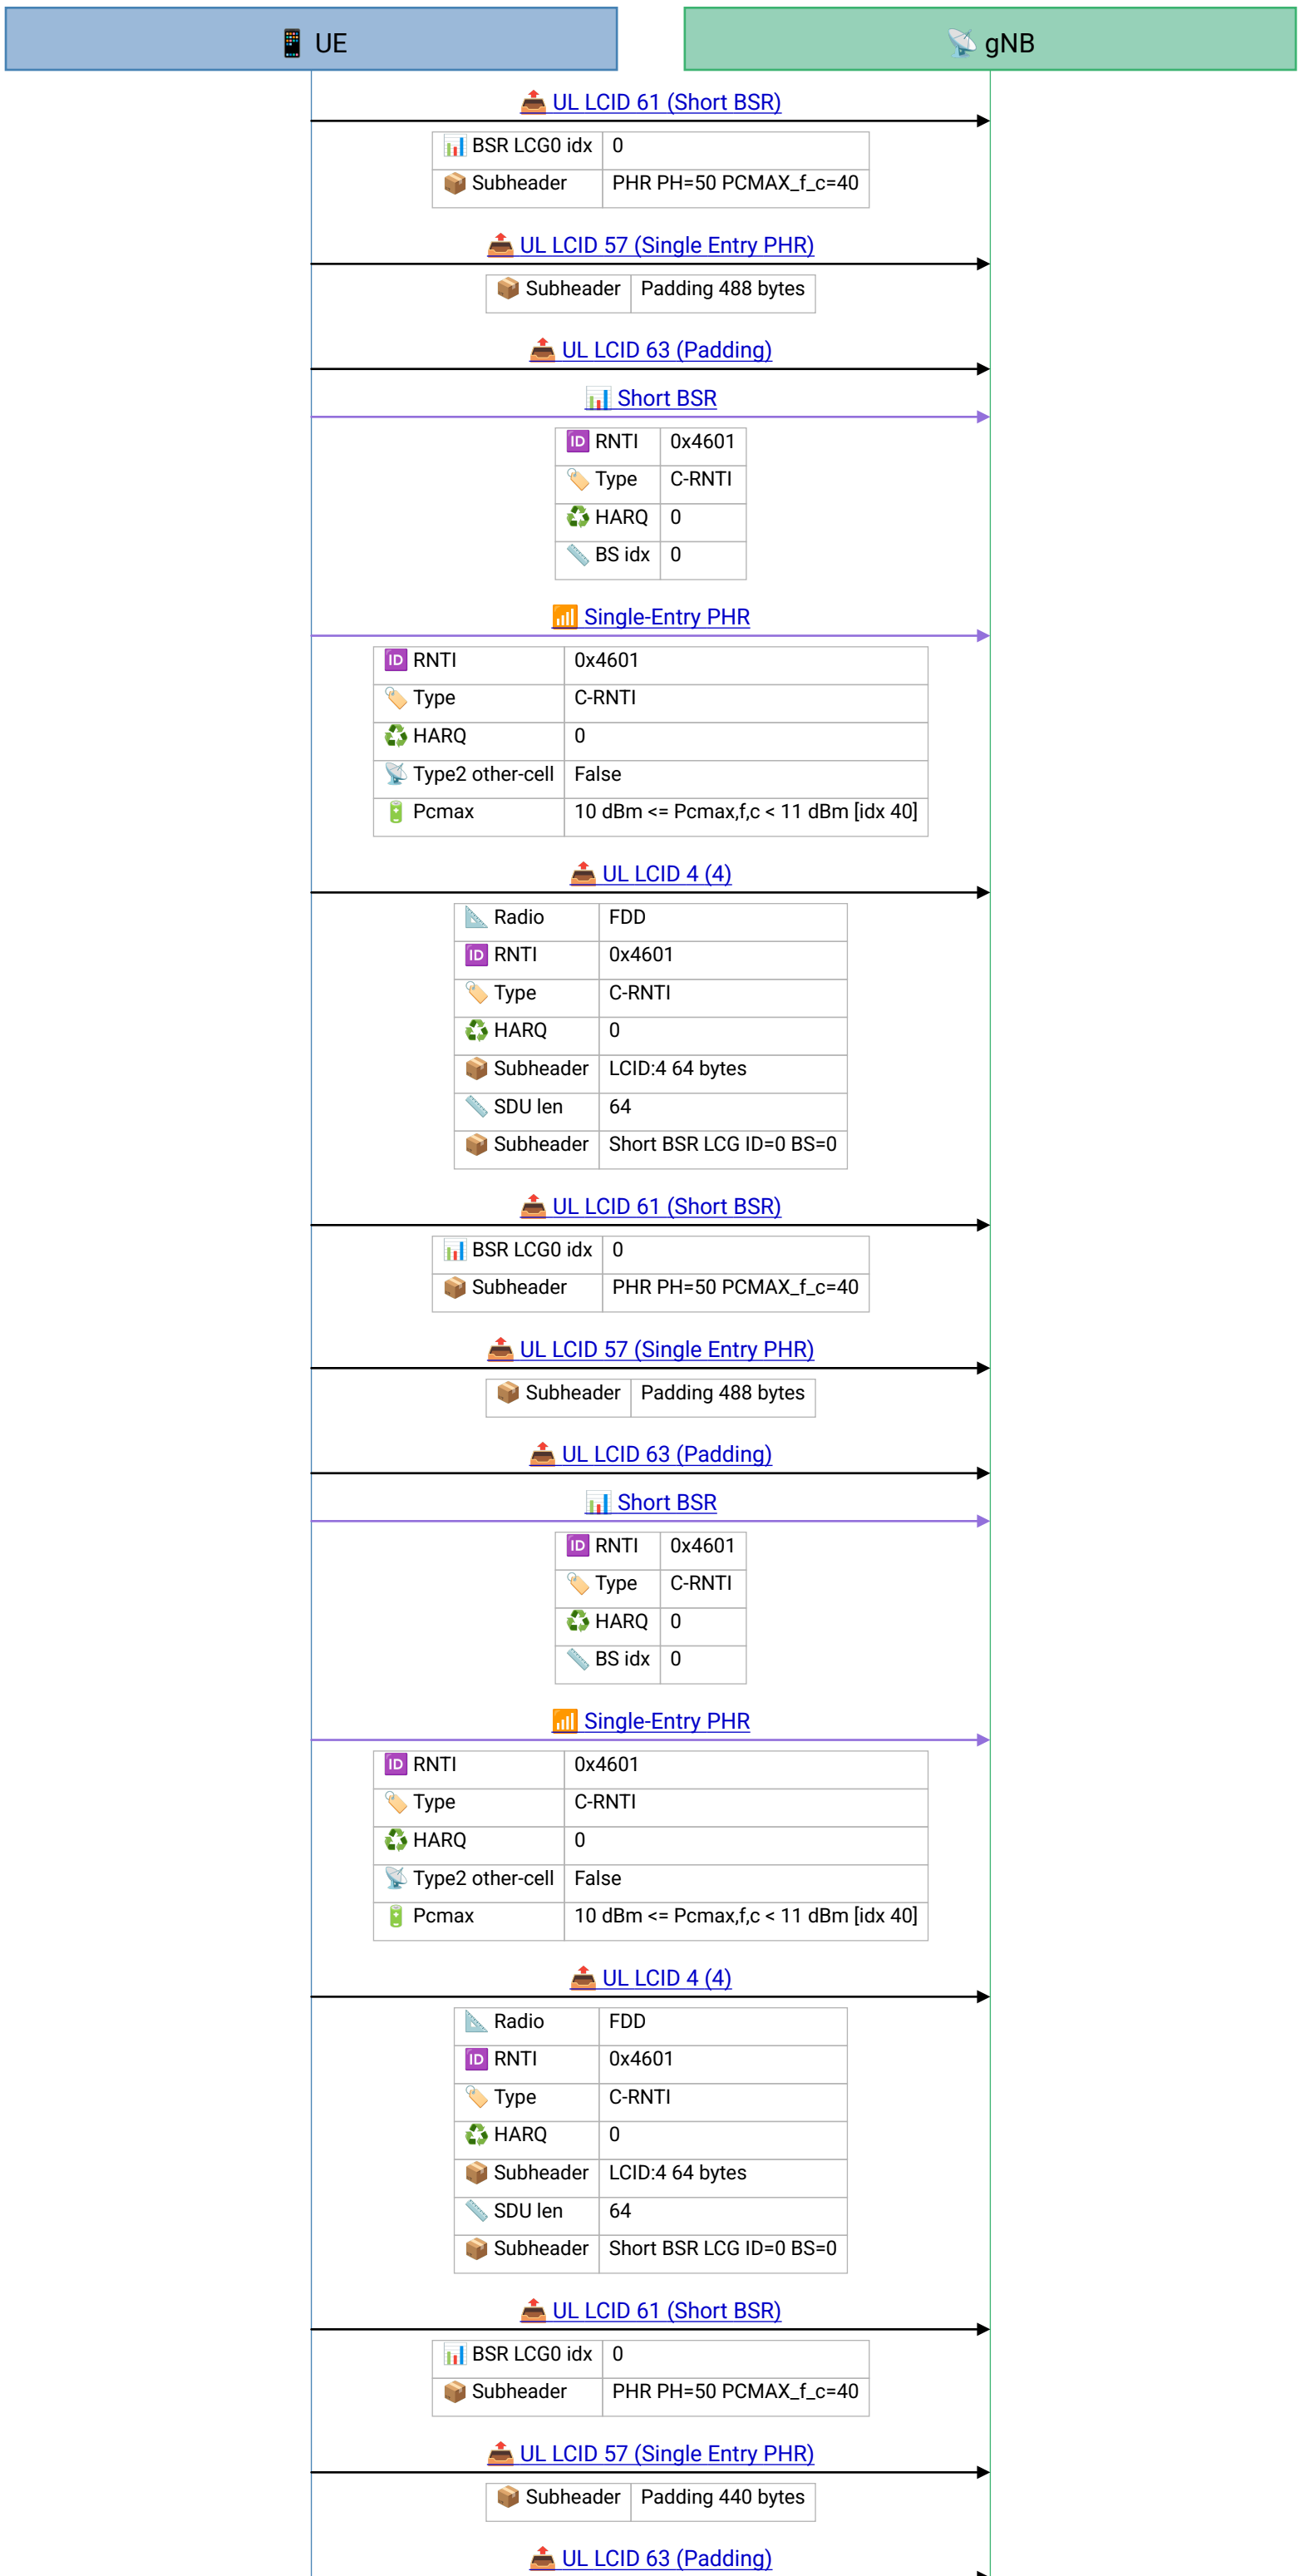 📱 UE
📡 gNB
📤 UL LCID 61 (Short BSR)
📊 BSR LCG0 idx 0
📦 Subheader PHR PH=50 PCMAX_f_c=40
📤 UL LCID 57 (Single Entry PHR)
📦 Subheader Padding 488 bytes
📤 UL LCID 63 (Padding)
📊 Short BSR
🆔 RNTI 0x4601
🏷️ Type C-RNTI
♻️ HARQ 0
📏 BS idx 0
📶 Single-Entry PHR
🆔 RNTI 0x4601
🏷️ Type C-RNTI
♻️ HARQ 0
📡 Type2 other-cell False
🔋 Pcmax 10 dBm <= Pcmax,f,c < 11 dBm [idx 40]
📤 UL LCID 4 (4)
📐 Radio FDD
🆔 RNTI 0x4601
🏷️ Type C-RNTI
♻️ HARQ 0
📦 Subheader LCID:4 64 bytes
📏 SDU len 64
📦 Subheader Short BSR LCG ID=0 BS=0
📤 UL LCID 61 (Short BSR)
📊 BSR LCG0 idx 0
📦 Subheader PHR PH=50 PCMAX_f_c=40
📤 UL LCID 57 (Single Entry PHR)
📦 Subheader Padding 488 bytes
📤 UL LCID 63 (Padding)
📊 Short BSR
🆔 RNTI 0x4601
🏷️ Type C-RNTI
♻️ HARQ 0
📏 BS idx 0
📶 Single-Entry PHR
🆔 RNTI 0x4601
🏷️ Type C-RNTI
♻️ HARQ 0
📡 Type2 other-cell False
🔋 Pcmax 10 dBm <= Pcmax,f,c < 11 dBm [idx 40]
📤 UL LCID 4 (4)
📐 Radio FDD
🆔 RNTI 0x4601
🏷️ Type C-RNTI
♻️ HARQ 0
📦 Subheader LCID:4 64 bytes
📏 SDU len 64
📦 Subheader Short BSR LCG ID=0 BS=0
📤 UL LCID 61 (Short BSR)
📊 BSR LCG0 idx 0
📦 Subheader PHR PH=50 PCMAX_f_c=40
📤 UL LCID 57 (Single Entry PHR)
📦 Subheader Padding 440 bytes
📤 UL LCID 63 (Padding)